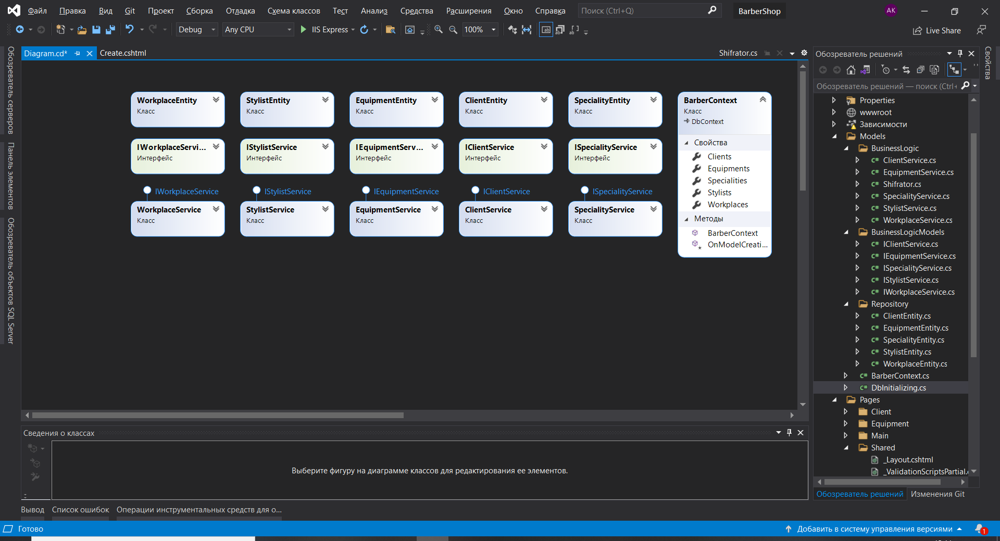 Файл Правка Вид Git Проект Сборка Отладка Схема классов Тест Анализ Средства Расширения Окно Справка Поиск (Ctrl+Q) BarberShop AK
Debug Any CPU IIS Express 100% Live Share
Обозреватель серверов
Панель элементов
Обозреватель объектов SQL Server
Diagram.cd* Create.cshtml Shifrator.cs
WorkplaceEntity
Класс
StylistEntity
Класс
EquipmentEntity
Класс
ClientEntity
Класс
SpecialityEntity
Класс
IWorkplaceServi...
Интерфейс
IStylistService
Интерфейс
IEquipmentServ...
Интерфейс
IClientService
Интерфейс
ISpecialityService
Интерфейс
IWorkplaceService
IStylistService
IEquipmentService
IClientService
ISpecialityService
WorkplaceService
Класс
StylistService
Класс
EquipmentService
Класс
ClientService
Класс
SpecialityService
Класс
BarberContext
Класс
DbContext
Свойства
Clients
Equipments
Specialities
Stylists
Workplaces
Методы
BarberContext
OnModelCreati...
Сведения о классах
Выберите фигуру на диаграмме классов для редактирования ее элементов.
Вывод Список ошибок Операции инструментальных средств для о...
Обозреватель решений
Обозреватель решений — поиск (Ctrl+
Properties
wwwroot
Зависимости
Models
BusinessLogic
ClientService.cs
EquipmentService.cs
Shifrator.cs
SpecialityService.cs
StylistService.cs
WorkplaceService.cs
BusinessLogicModels
IClientService.cs
IEquipmentService.cs
ISpecialityService.cs
IStylistService.cs
IWorkplaceService.cs
Repository
ClientEntity.cs
EquipmentEntity.cs
SpecialityEntity.cs
StylistEntity.cs
WorkplaceEntity.cs
BarberContext.cs
DbInitializing.cs
Pages
Client
Equipment
Main
Shared
_Layout.cshtml
_ValidationScriptsPartial.
Обозреватель решений Изменения Git
Свойства
Готово Добавить в систему управления версиями 1